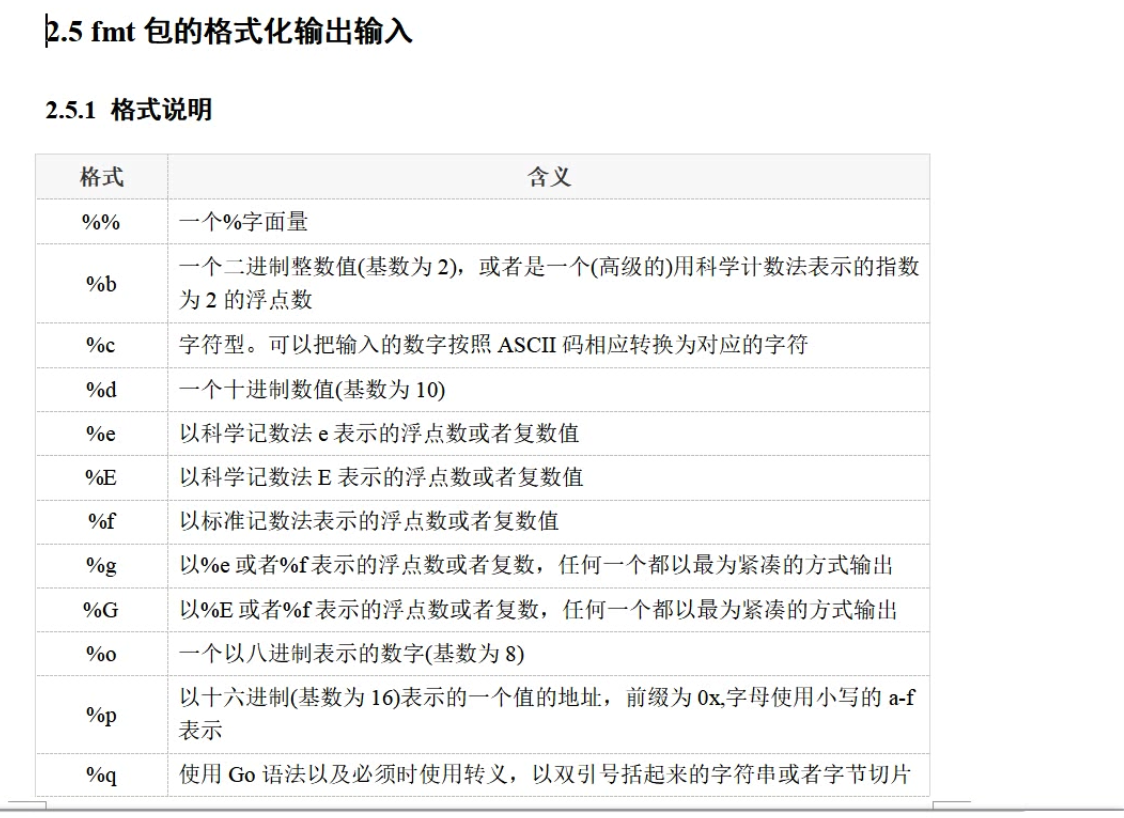 2.5 fmt 包的格式化输出输入
2.5.1 格式说明
格式 含义
%% 一个%字面量
%b 一个二进制整数值(基数为 2)，或者是一个(高级的)用科学计数法表示的指数
为 2 的浮点数
%c 字符型。可以把输入的数字按照 ASCII 码相应转换为对应的字符
%d 一个十进制数值(基数为 10)
%e 以科学记数法 e 表示的浮点数或者复数值
%E 以科学记数法 E 表示的浮点数或者复数值
%f 以标准记数法表示的浮点数或者复数值
%g 以%e 或者%f 表示的浮点数或者复数，任何一个都以最为紧凑的方式输出
%G 以%E 或者%f 表示的浮点数或者复数，任何一个都以最为紧凑的方式输出
%o 一个以八进制表示的数字(基数为 8)
%p 以十六进制(基数为 16)表示的一个值的地址，前缀为 0x,字母使用小写的 a-f
表示
%q 使用 Go 语法以及必须时使用转义，以双引号括起来的字符串或者字节切片